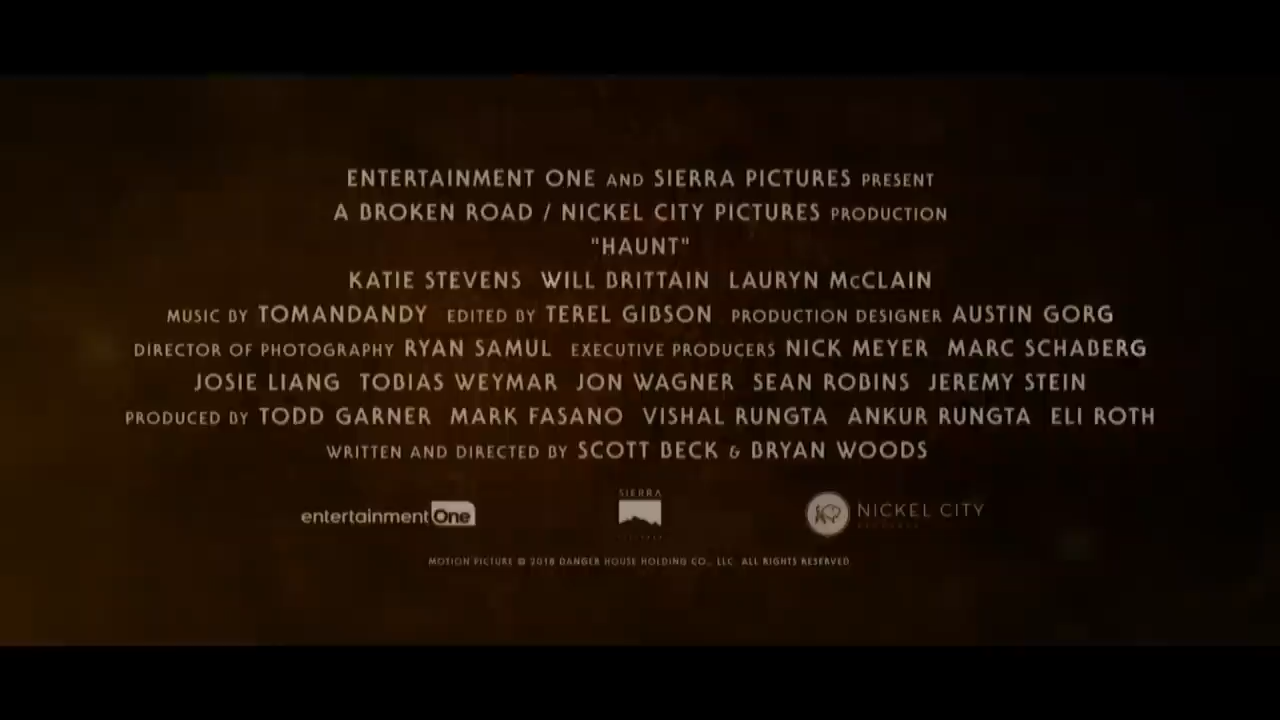 ENTERTAINMENT ONE AND SIERRA PICTURES PRESENT
A BROKEN ROAD / NICKEL CITY PICTURES PRODUCTION
"HAUNT"
KATIE STEVENS WILL BRITTAIN LAURYN McCLAIN
MUSIC BY TOMANDANDY EDITED BY TEREL GIBSON PRODUCTION DESIGNER AUSTIN GORG
DIRECTOR OF PHOTOGRAPHY RYAN SAMUL EXECUTIVE PRODUCERS NICK MEYER MARC SCHABERG
JOSIE LIANG TOBIAS WEYMAR JON WAGNER SEAN ROBINS JEREMY STEIN
PRODUCED BY TODD GARNER MARK FASANO VISHAL RUNGTA ANKUR RUNGTA ELI ROTH
WRITTEN AND DIRECTED BY SCOTT BECK & BRYAN WOODS
entertainment One SIERRA NICKEL CITY
MOTION PICTURE © 2018 DANGER HOUSE HOLDING CO., LLC. ALL RIGHTS RESERVED